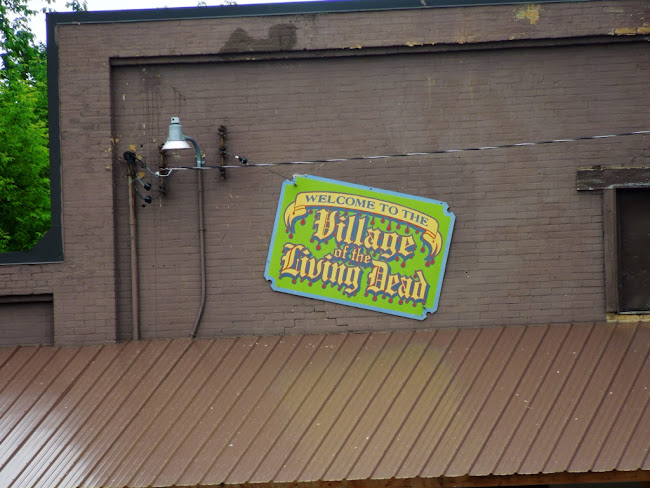 WELCOME TO THE
Village
of the
Living Dead